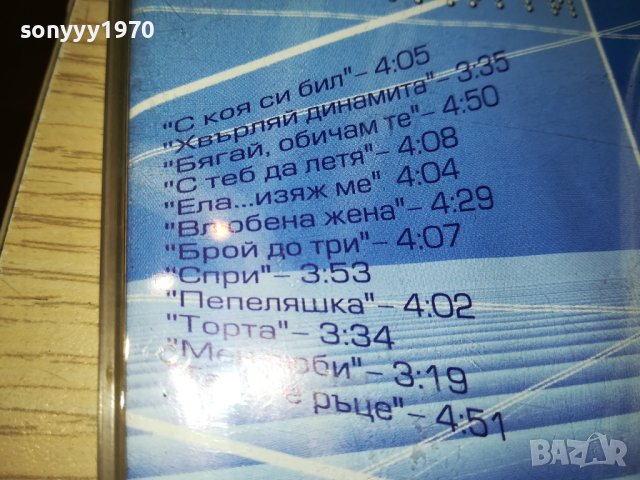 sonyyy1970
"С коя си бил"– 4:05
"Хвърляй динамита"– 3:35
"Бягай, обичам те"– 4:50
"С теб да летя"– 4:08
"Ела...изяж ме" 4:04
"Влюбена жена"– 4:29
"Брой до три"– 4:07
"Спри"– 3:53
"Пепеляшка"– 4:02
"Торта"– 3:34
3:19
ръце"– 4:51
BAZAR